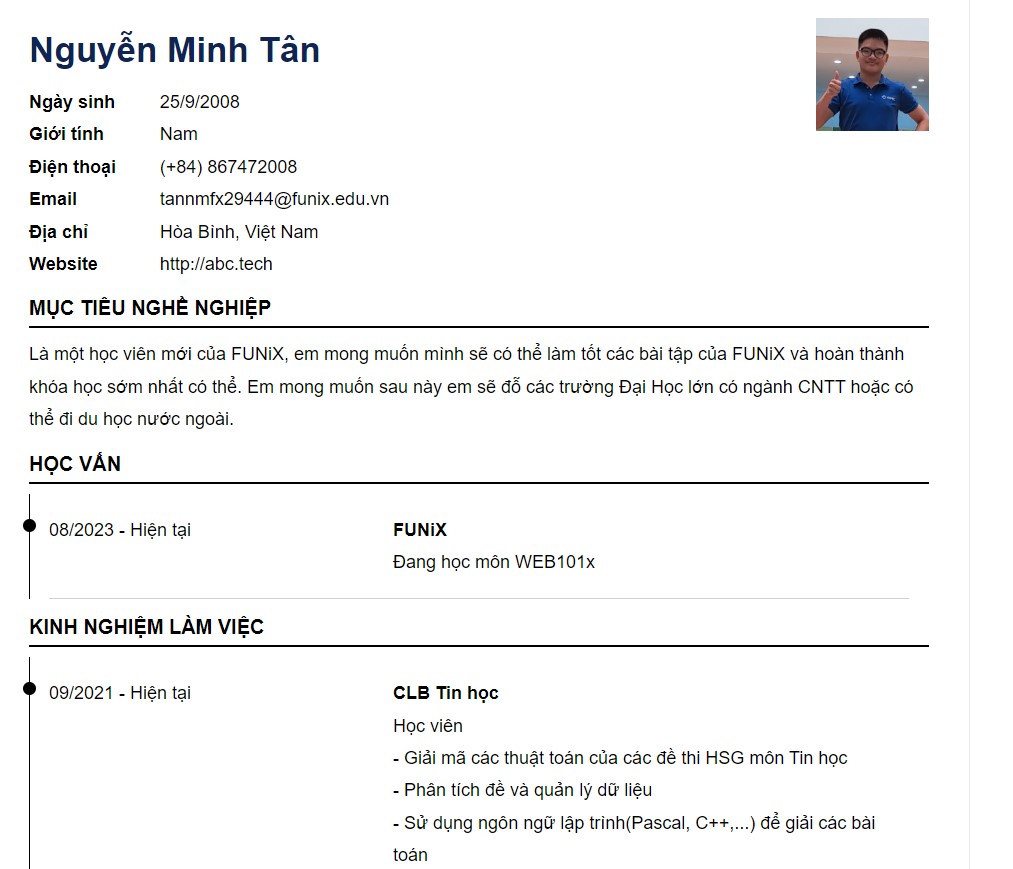 Nguyễn Minh Tân
Ngày sinh 25/9/2008
Giới tính Nam
Điện thoại (+84) 867472008
Email tannmfx29444@funix.edu.vn
Địa chỉ Hòa Bình, Việt Nam
Website http://abc.tech
MỤC TIÊU NGHỀ NGHIỆP
Là một học viên mới của FUNiX, em mong muốn mình sẽ có thể làm tốt các bài tập của FUNiX và hoàn thành
khóa học sớm nhất có thể. Em mong muốn sau này em sẽ đỗ các trường Đại Học lớn có ngành CNTT hoặc có
thể đi du học nước ngoài.
HỌC VẤN
08/2023 - Hiện tại FUNiX
Đang học môn WEB101x
KINH NGHIỆM LÀM VIỆC
09/2021 - Hiện tại CLB Tin học
Học viên
- Giải mã các thuật toán của các đề thi HSG môn Tin học
- Phân tích đề và quản lý dữ liệu
- Sử dụng ngôn ngữ lập trình(Pascal, C++,...) để giải các bài
toán